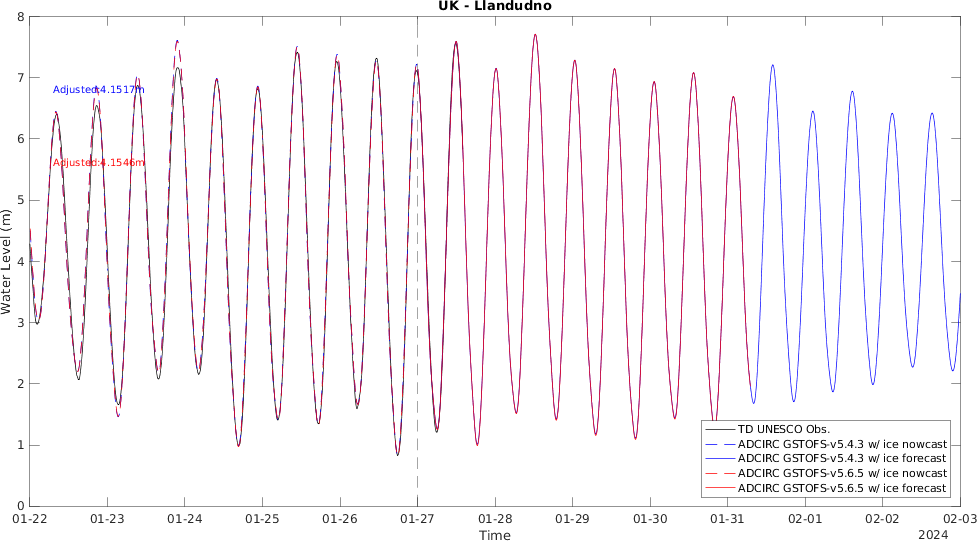 UK - Llandudno
8
7
6
5
4
3
2
1
0
Water Level (m)
Adjusted:4.1517m
Adjusted:4.1546m
TD UNESCO Obs.
ADCIRC GSTOFS-v5.4.3 w/ ice nowcast
ADCIRC GSTOFS-v5.4.3 w/ ice forecast
ADCIRC GSTOFS-v5.6.5 w/ ice nowcast
ADCIRC GSTOFS-v5.6.5 w/ ice forecast
01-22 01-23 01-24 01-25 01-26 01-27 01-28 01-29 01-30 01-31 02-01 02-02 02-03
Time
2024